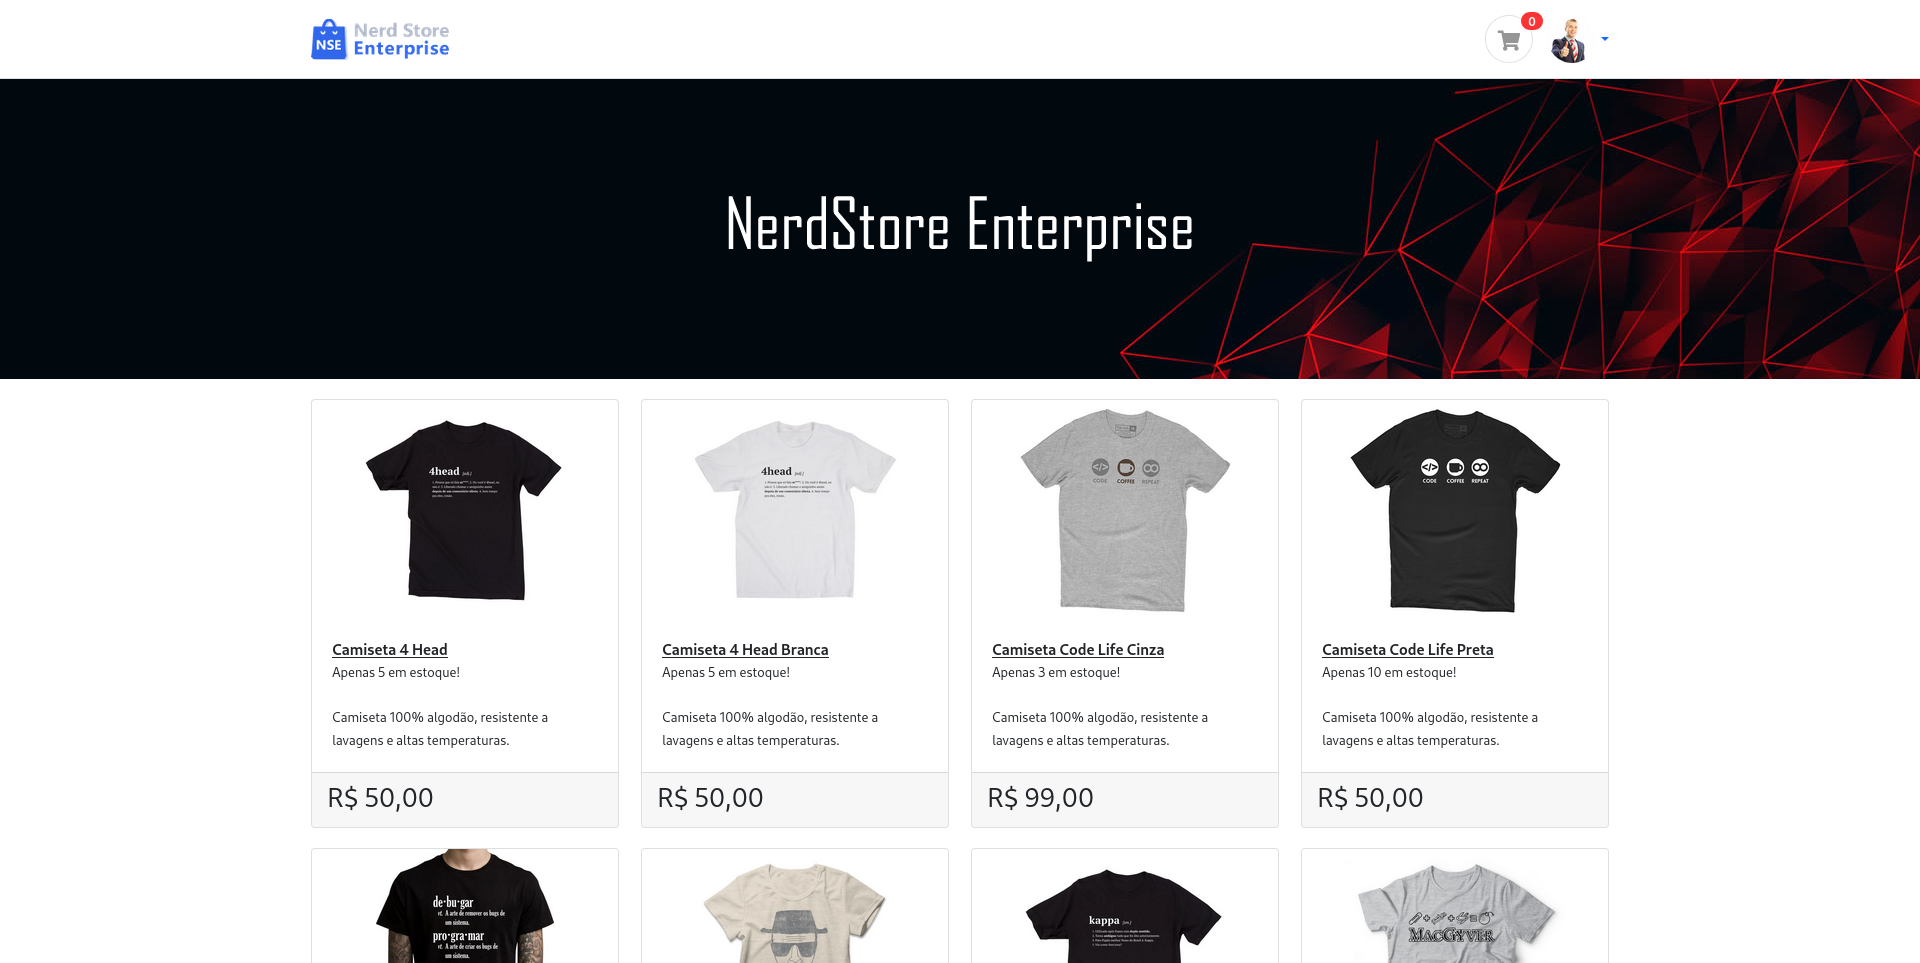 NSE
Nerd Store
Enterprise
0
NerdStore Enterprise
4head
4head
CODE COFFEE REPEAT
CODE COFFEE REPEAT
Camiseta 4 Head
Apenas 5 em estoque!
Camiseta 100% algodão, resistente a
lavagens e altas temperaturas.
R$ 50,00
Camiseta 4 Head Branca
Apenas 5 em estoque!
Camiseta 100% algodão, resistente a
lavagens e altas temperaturas.
R$ 50,00
Camiseta Code Life Cinza
Apenas 3 em estoque!
Camiseta 100% algodão, resistente a
lavagens e altas temperaturas.
R$ 99,00
Camiseta Code Life Preta
Apenas 10 em estoque!
Camiseta 100% algodão, resistente a
lavagens e altas temperaturas.
R$ 50,00
de•bu•gar
vt. A arte de remover os bugs de
um sistema.
pro•gra•mar
vt. A arte de criar os bugs de
um sistema.
kappa
MACGYVER